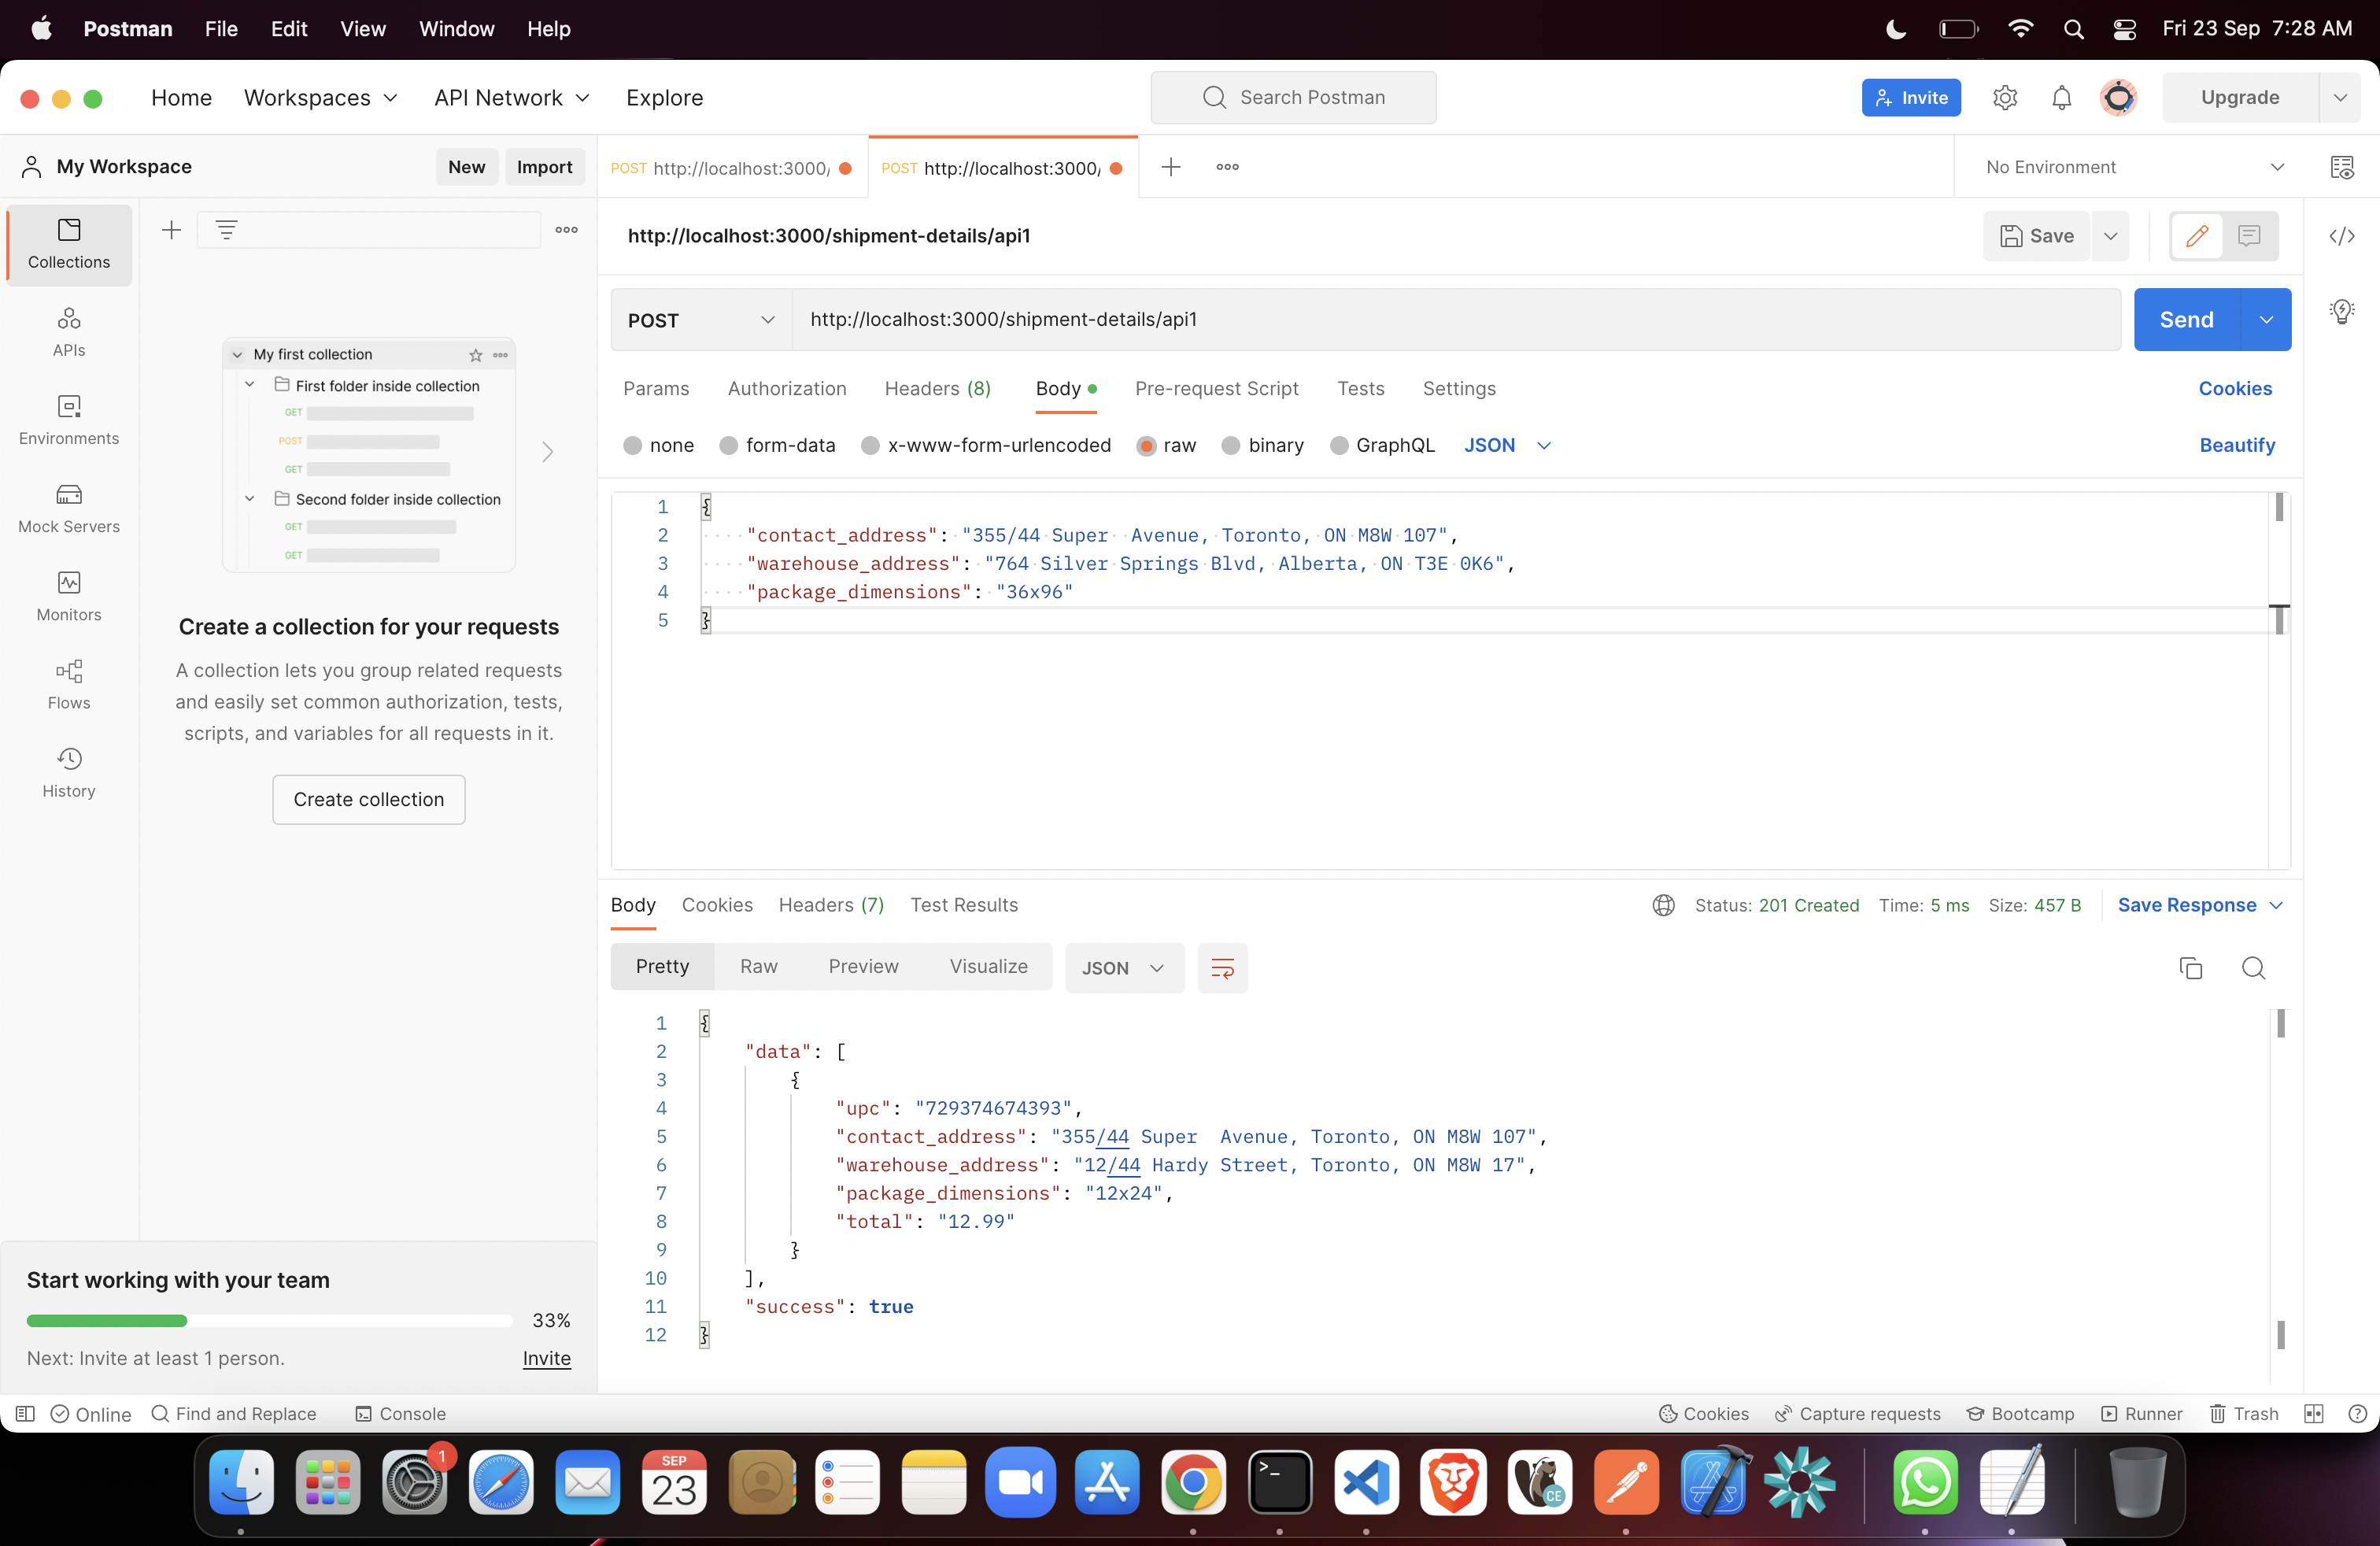 Postman File Edit View Window Help Fri 23 Sep 7:28 AM
Home Workspaces API Network Explore Search Postman Invite Upgrade
My Workspace New Import POST http://localhost:3000/ POST http://localhost:3000/ No Environment
Collections
APIs
Environments
Mock Servers
Monitors
Flows
History
My first collection
First folder inside collection
GET
POST
GET
Second folder inside collection
GET
GET
Create a collection for your requests
A collection lets you group related requests
and easily set common authorization, tests,
scripts, and variables for all requests in it.
Create collection
Start working with your team
33%
Next: Invite at least 1 person. Invite
http://localhost:3000/shipment-details/api1 Save
POST http://localhost:3000/shipment-details/api1 Send
Params Authorization Headers (8) Body Pre-request Script Tests Settings Cookies
none form-data x-www-form-urlencoded raw binary GraphQL JSON Beautify
1 {
2 "contact_address": "355/44 Super  Avenue, Toronto, ON M8W 107",
3 "warehouse_address": "764 Silver Springs Blvd, Alberta, ON T3E 0K6",
4 "package_dimensions": "36x96"
5 }
Body Cookies Headers (7) Test Results Status: 201 Created Time: 5 ms Size: 457 B Save Response
Pretty Raw Preview Visualize JSON
1 {
2 "data": [
3 {
4 "upc": "729374674393",
5 "contact_address": "355/44 Super  Avenue, Toronto, ON M8W 107",
6 "warehouse_address": "12/44 Hardy Street, Toronto, ON M8W 17",
7 "package_dimensions": "12x24",
8 "total": "12.99"
9 }
10 ],
11 "success": true
12 }
Online Find and Replace Console Cookies Capture requests Bootcamp Runner Trash
1
SEP
23
>_
CE